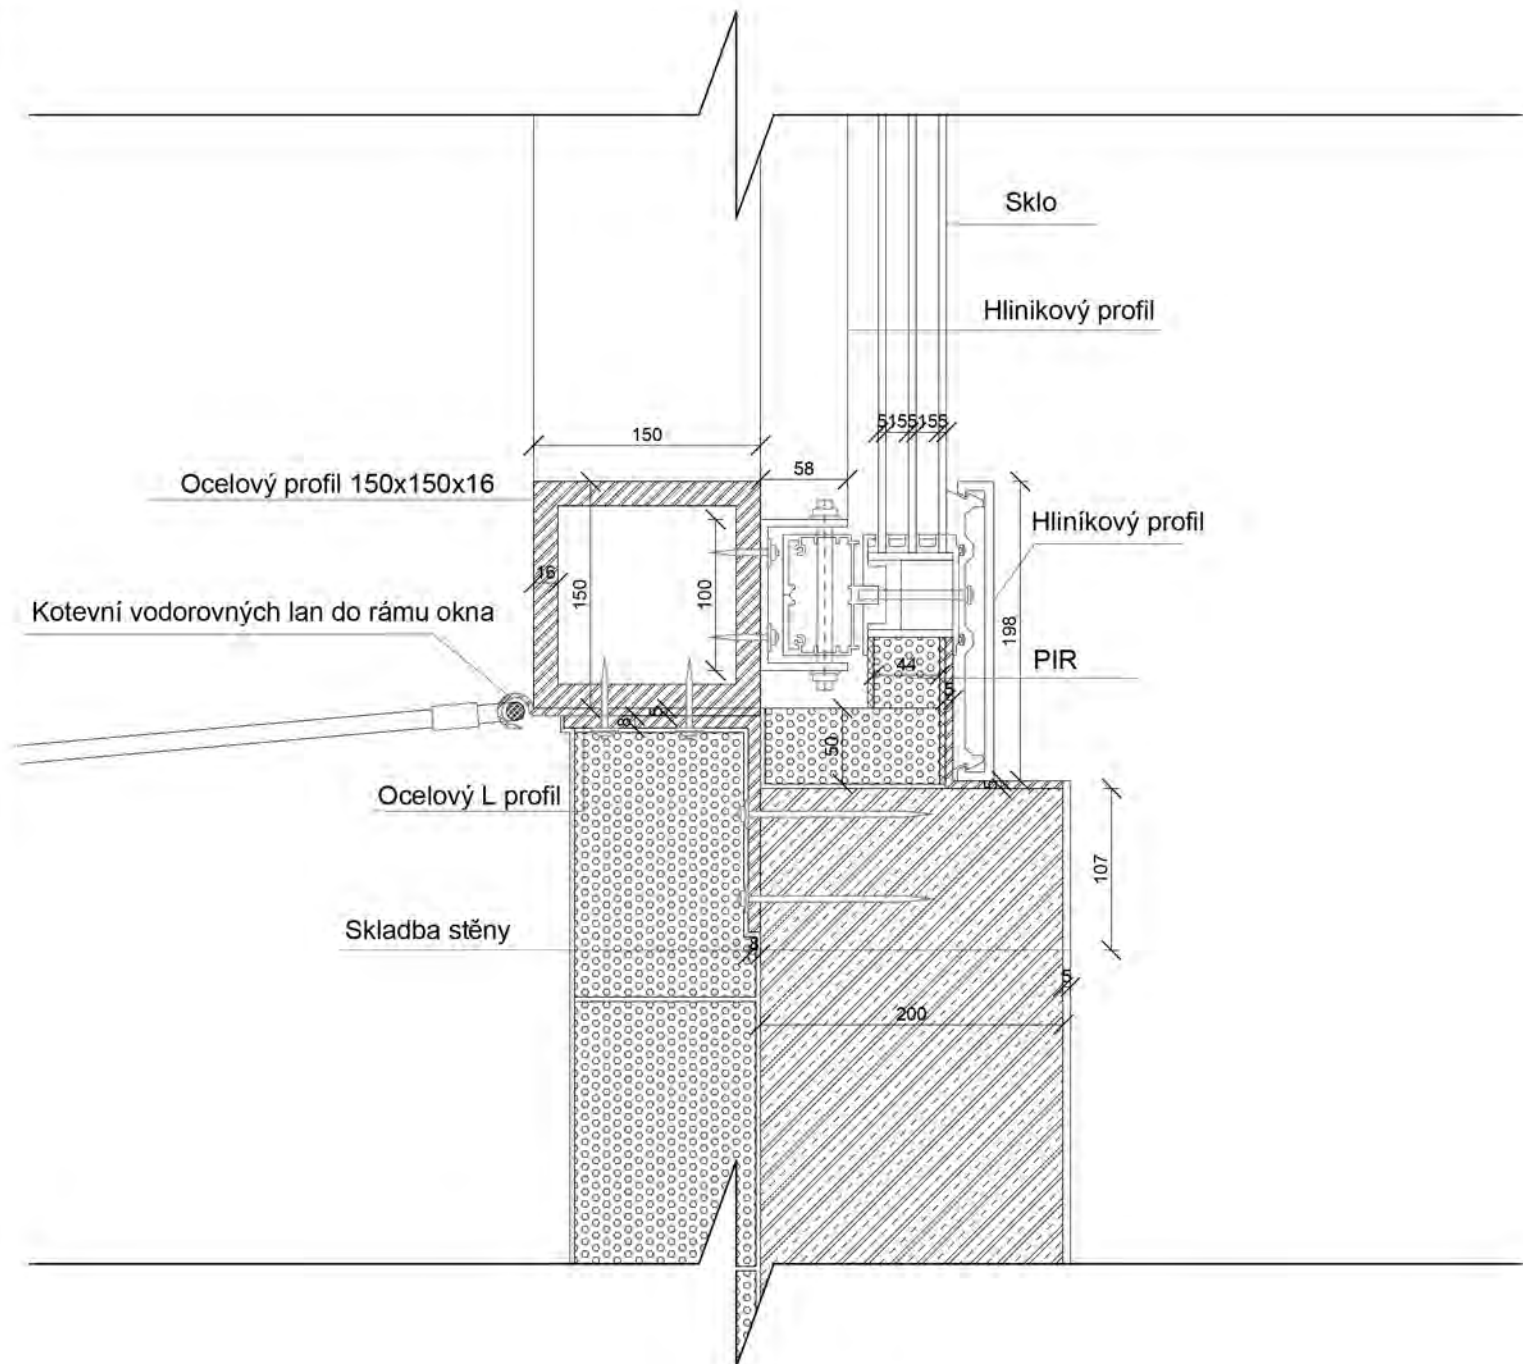 Sklo
Hlinikový profil
5155155
150
58
Ocelový profil 150x150x16
Hliníkový profil
16
150
100
Kotevní vodorovných lan do rámu okna
198
PIR
44
5
8
5
50
Ocelový L profil
5
107
Skladba stěny
8
5
200